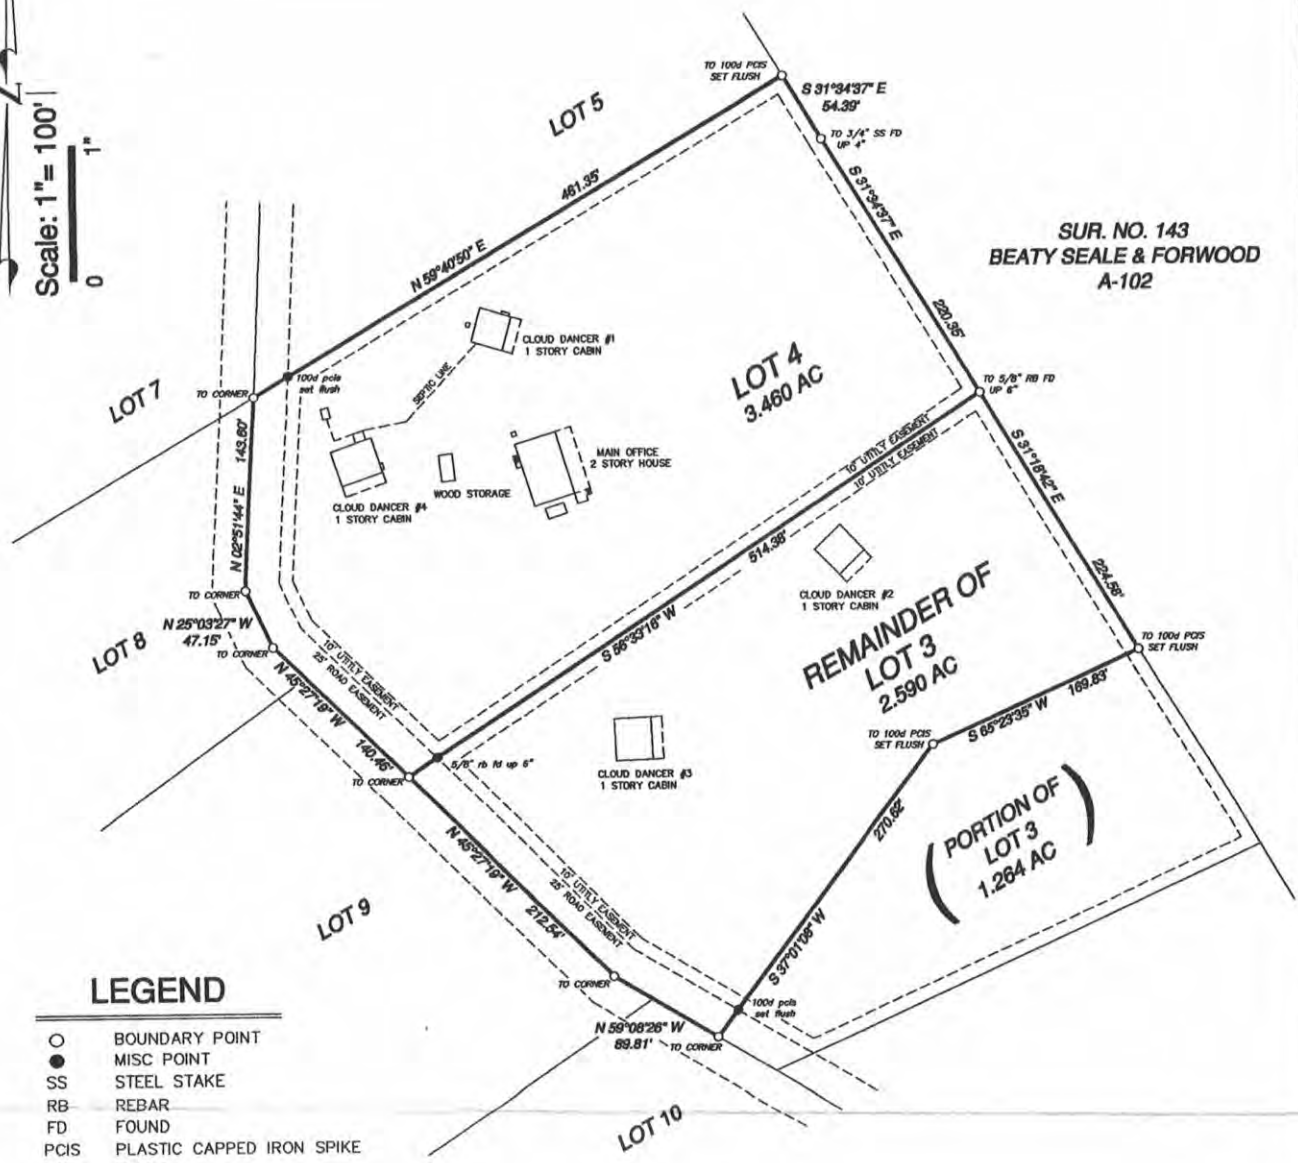 Scale: 1"= 100'
0
1"
TO 100d PCIS
SET FLUSH
S 31°34'37" E
54.39'
TO 3/4" SS FD
UP 4"
LOT 5
461.35'
N 59°40'50" E
S 31°34'37" E
220.35'
SUR. NO. 143
BEATY SEALE & FORWOOD
A-102
CLOUD DANCER #1
1 STORY CABIN
SEPTIC LINE
LOT 4
3.460 AC
TO 5/8" RB FD
UP 6"
LOT 7
TO CORNER
100d pcis
set flush
143.60'
N 02°51'44" E
MAIN OFFICE
2 STORY HOUSE
WOOD STORAGE
CLOUD DANCER #4
1 STORY CABIN
10' UTITLY EASEMENT
10' UTITLY EASEMENT
S 31°18'42" E
224.58'
514.38'
S 56°33'18" W
CLOUD DANCER #2
1 STORY CABIN
REMAINDER OF
LOT 3
2.590 AC
TO CORNER
N 25°03'27" W
47.15'
TO CORNER
LOT 8
10' UTITLY EASEMENT
25' ROAD EASEMENT
N 45°27'19" W
140.46'
TO CORNER
5/8" rb fd up 6"
TO 100d PCIS
SET FLUSH
169.83'
S 65°23'35" W
TO 100d PCIS
SET FLUSH
CLOUD DANCER #3
1 STORY CABIN
270.62'
S 37°01'08" W
PORTION OF
LOT 3
1.264 AC
N 45°27'19" W
212.54'
10' UTITLY EASEMENT
25' ROAD EASEMENT
LOT 9
TO CORNER
100d pcis
set flush
N 59°08'26" W
89.81'
TO CORNER
LOT 10
LEGEND
BOUNDARY POINT
MISC POINT
SS STEEL STAKE
RB REBAR
FD FOUND
PCIS PLASTIC CAPPED IRON SPIKE